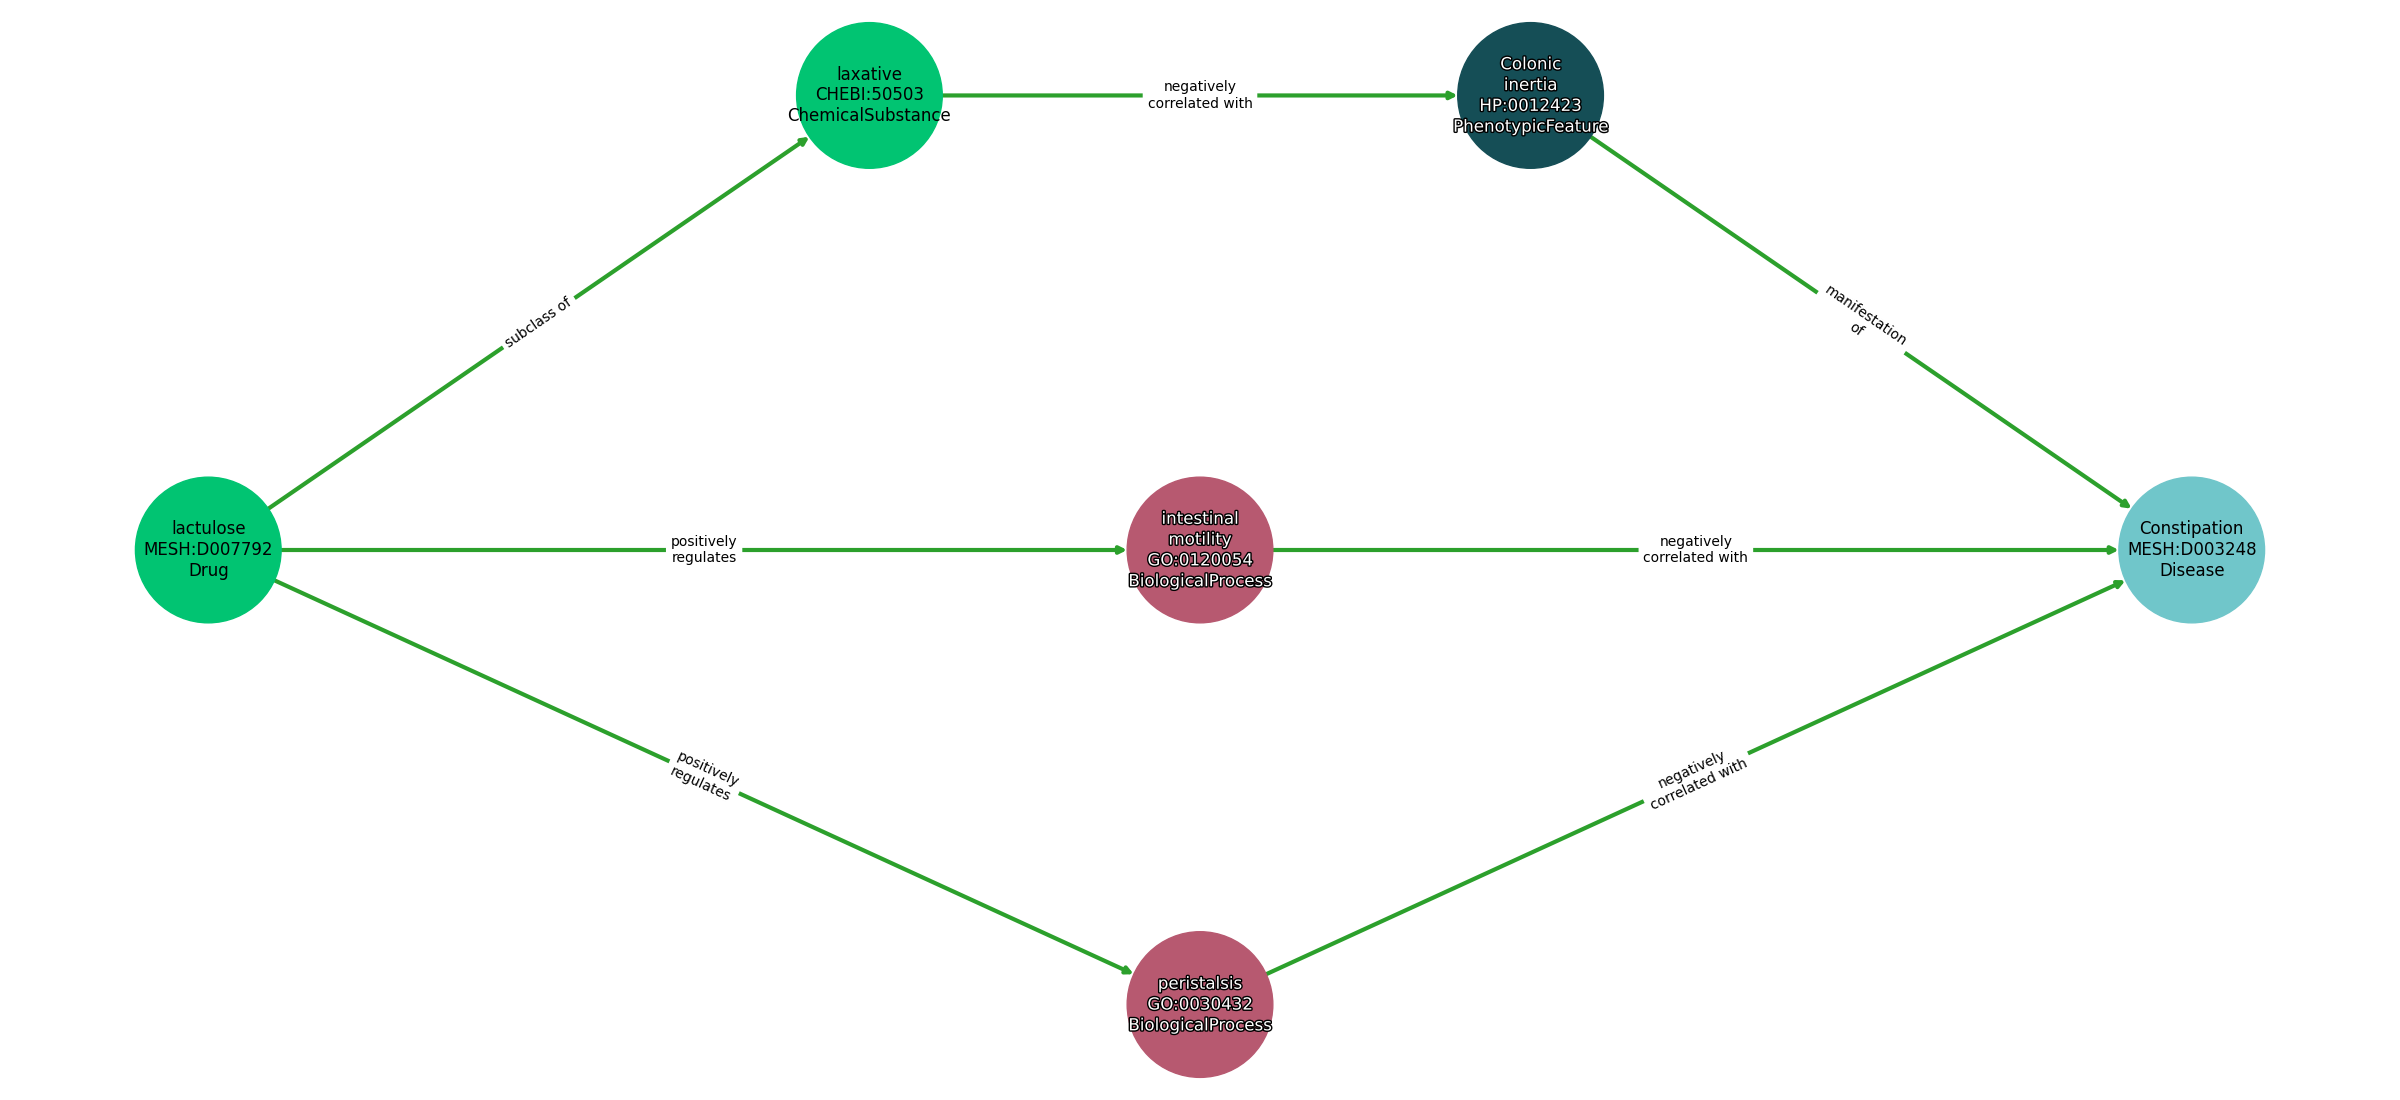 laxative
CHEBI:50503
ChemicalSubstance
negatively
correlated with
Colonic
inertia
HP:0012423
PhenotypicFeature
subclass of
manifestation
of
lactulose
MESH:D007792
Drug
positively
regulates
intestinal
motility
GO:0120054
BiologicalProcess
negatively
correlated with
Constipation
MESH:D003248
Disease
positively
regulates
negatively
correlated with
peristalsis
GO:0030432
BiologicalProcess